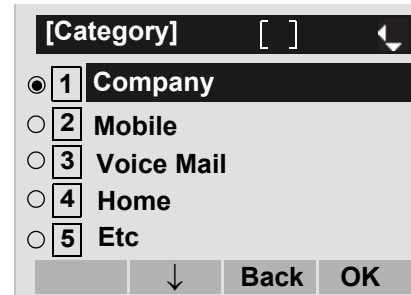 [Category] [ ]
1 Company
2 Mobile
3 Voice Mail
4 Home
5 Etc
↓ Back OK